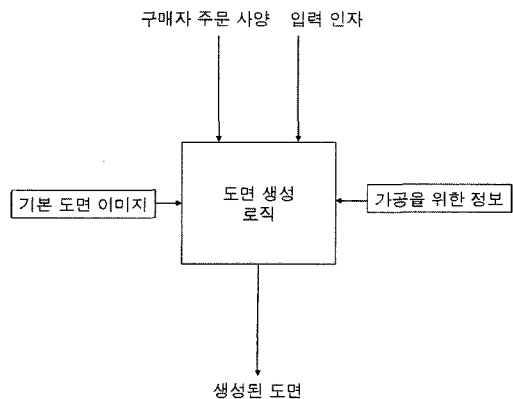 구매자 주문 사양 입력 인자
도면 생성
로직
기본 도면 이미지
가공을 위한 정보
생성된 도면